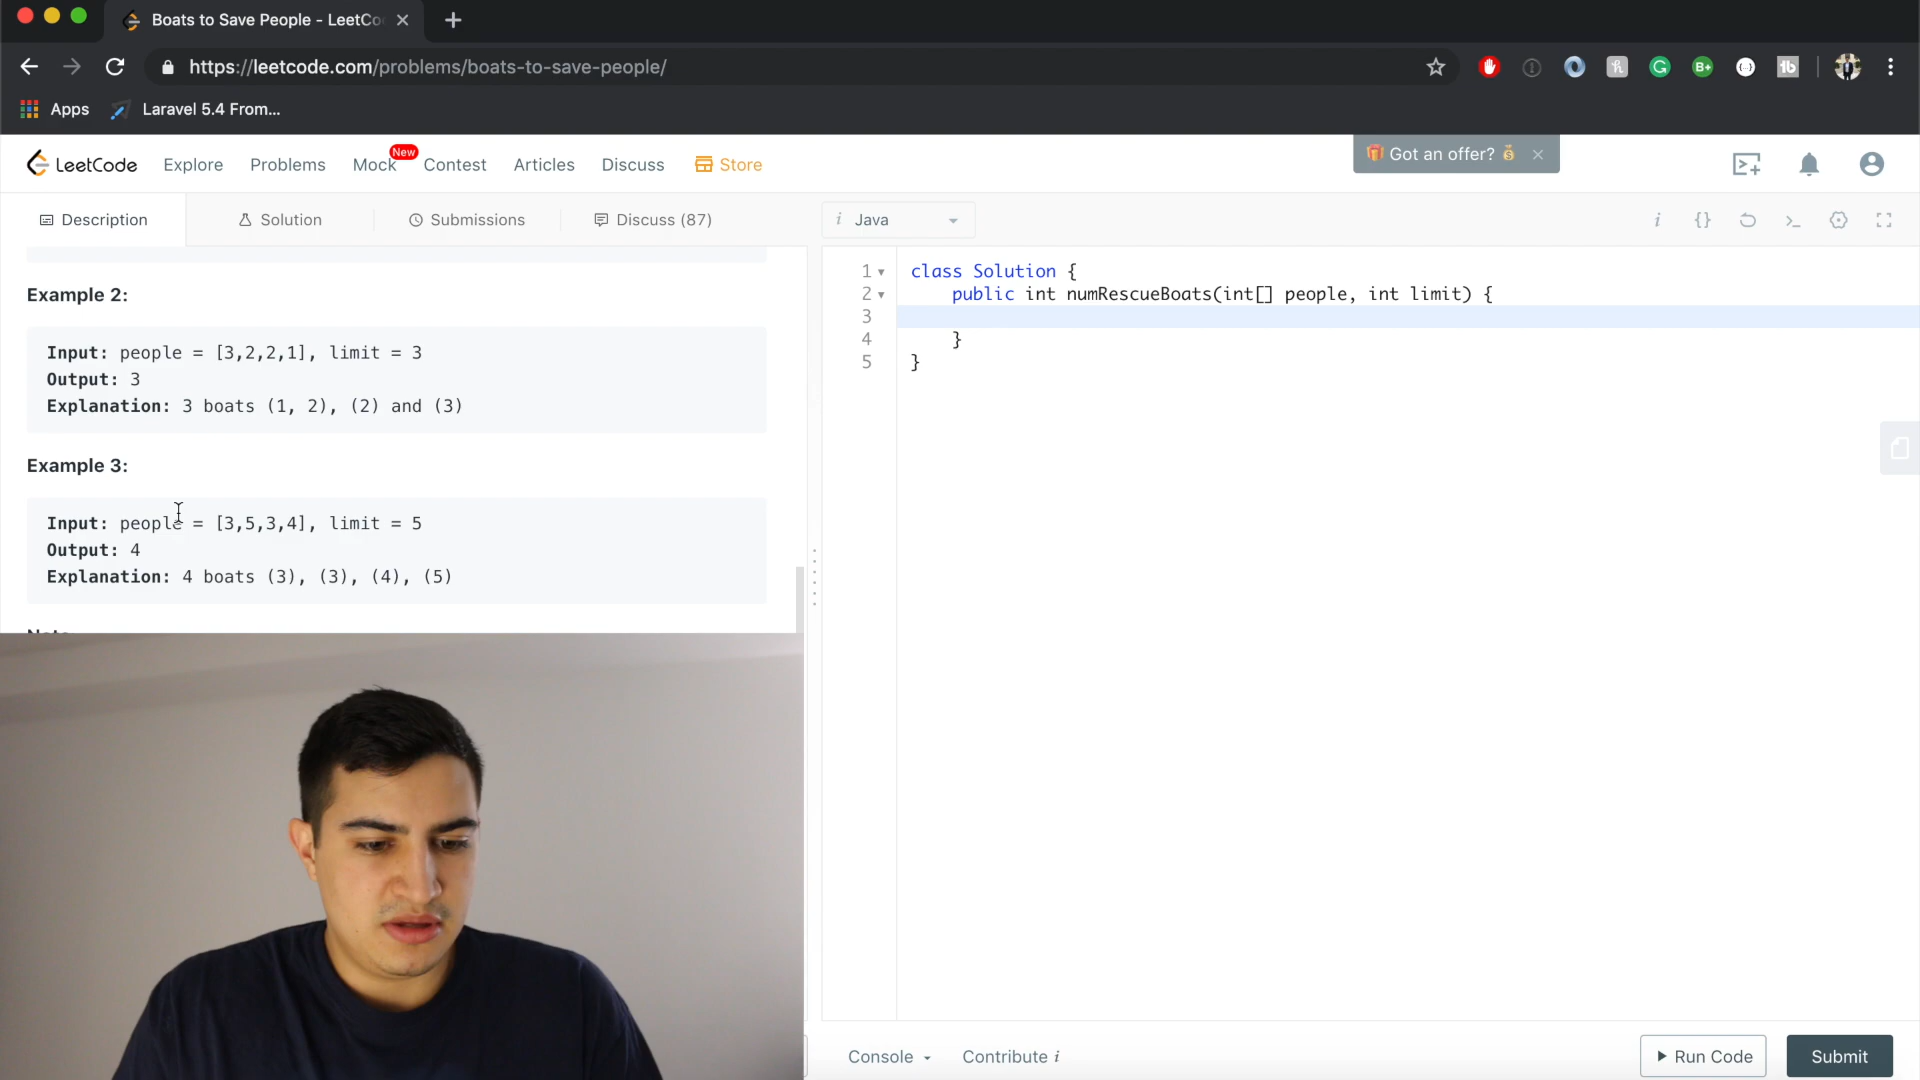 Boats to Save People - LeetCo
https://leetcode.com/problems/boats-to-save-people/
Apps Laravel 5.4 From...
LeetCode Explore Problems Mock New Contest Articles Discuss Store Got an offer?
Description Solution Submissions Discuss (87) i Java
Example 2:
Input: people = [3,2,2,1], limit = 3
Output: 3
Explanation: 3 boats (1, 2), (2) and (3)
Example 3:
Input: people = [3,5,3,4], limit = 5
Output: 4
Explanation: 4 boats (3), (3), (4), (5)
1 class Solution {
2 public int numRescueBoats(int[] people, int limit) {
3
4 }
5 }
Console Contribute i Run Code Submit